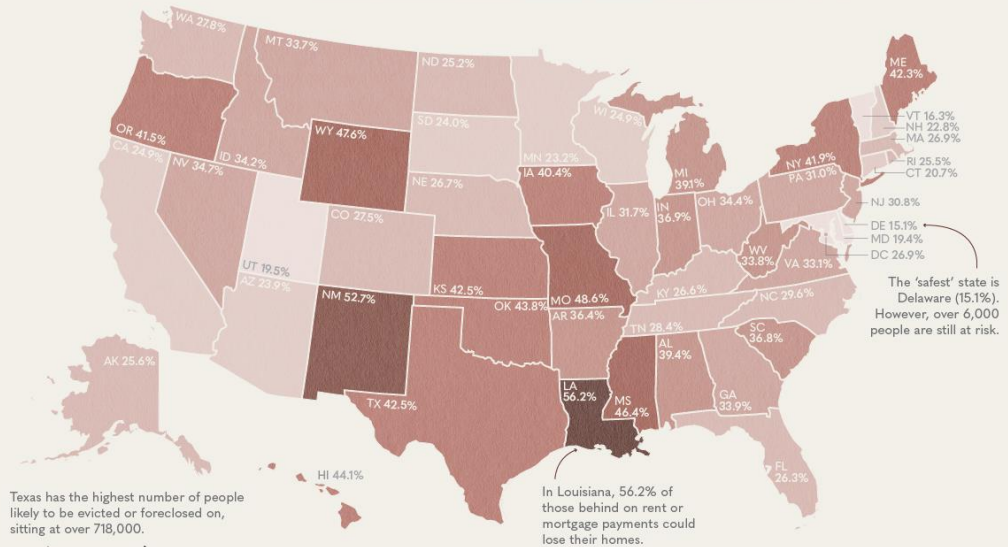 WA 27.8%
MT 33.7%
ND 25.2%
ME
42.3%
OR 41.5%
CA 24.9%
NV 34.7%
ID 34.2%
WY 47.6%
SD 24.0%
MN 23.2%
WI 24.9%
VT 16.3%
NH 22.8%
MA 26.9%
RI 25.5%
CT 20.7%
NY 41.9%
PA 31.0%
NJ 30.8%
DE 15.1%
MD 19.4%
DC 26.9%
NE 26.7%
IA 40.4%
MI
39.1%
IL 31.7%
IN
36.9%
OH 34.4%
WV
33.8%
VA 33.1%
UT 19.5%
CO 27.5%
AZ 23.9%
NM 52.7%
KS 42.5%
OK 43.8%
MO 48.6%
AR 36.4%
KY 26.6%
TN 28.4%
NC 29.6%
SC
36.8%
AL
39.4%
GA
33.9%
MS
46.4%
LA
56.2%
TX 42.5%
FL
26.3%
AK 25.6%
HI 44.1%
The ‘safest’ state is
Delaware (15.1%).
However, over 6,000
people are still at risk.
Texas has the highest number of people
likely to be evicted or foreclosed on,
sitting at over 718,000.
In Louisiana, 56.2% of
those behind on rent or
mortgage payments could
lose their homes.